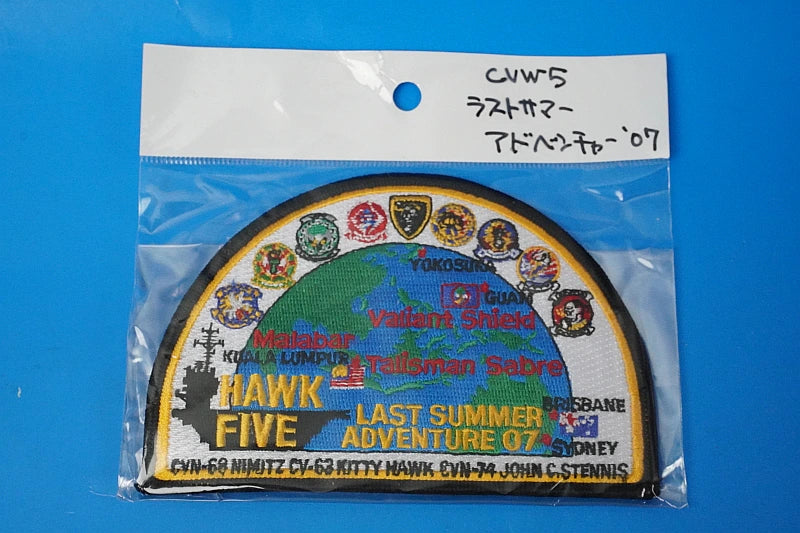 CVW5
ラストサマー
アドベンチャー'07
YOKOSUKA
GUAM
Valiant Shield
Malabar
KUALA LUMPUR
Talisman Sabre
HAWK
FIVE
LAST SUMMER
ADVENTURE 07
BRISBANE
SYDNEY
CVN-68 NIMITZ CV-63 KITTY HAWK CVN-74 JOHN C.STENNIS